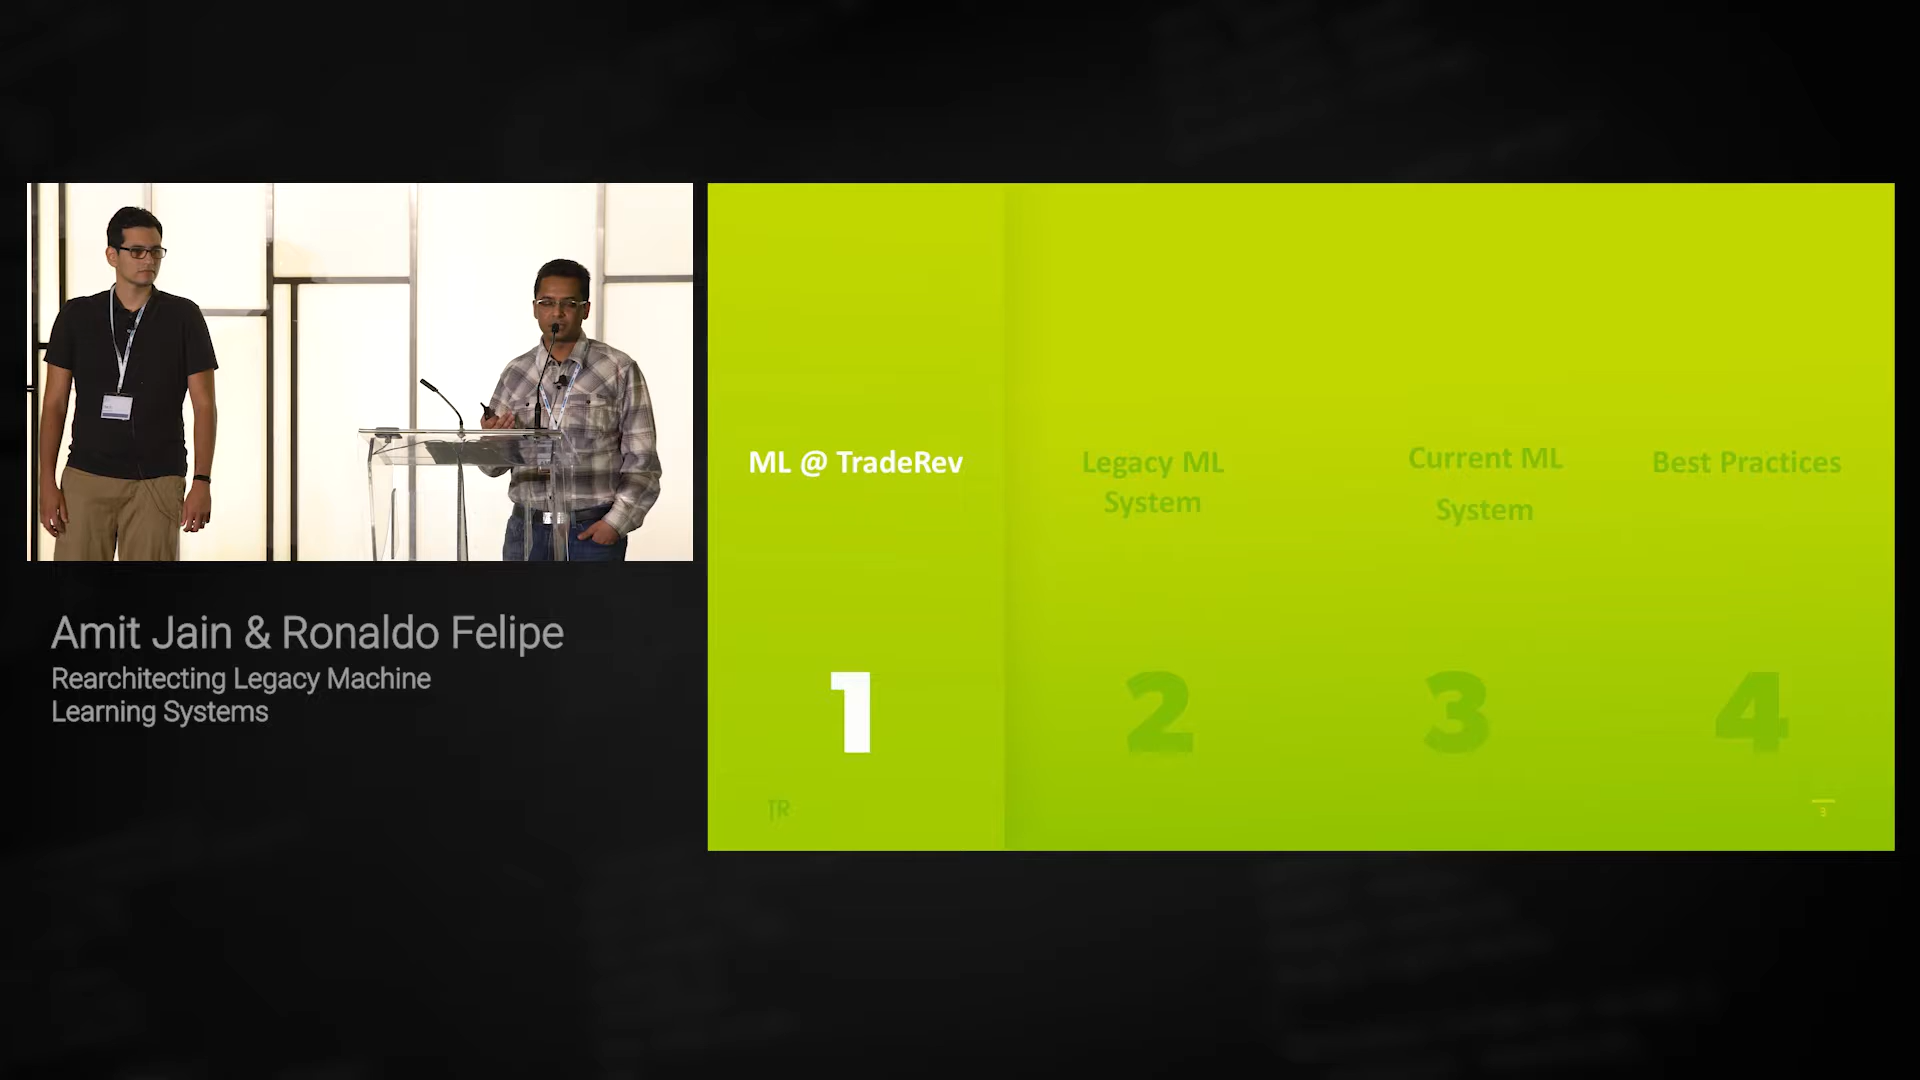 ML @ TradeRev
Legacy ML
System
Current ML
System
Best Practices
1
2
3
4
TR
3
Amit Jain & Ronaldo Felipe
Rearchitecting Legacy Machine
Learning Systems